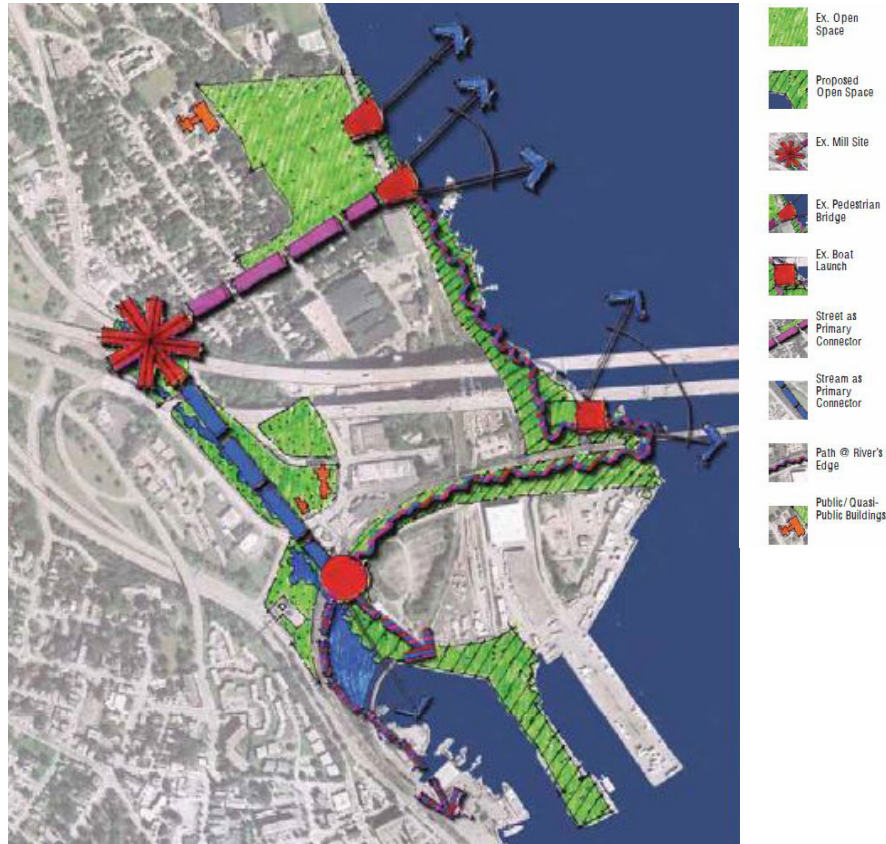 Ex. Open
Space
Proposed
Open Space
Ex. Mill Site
Ex. Pedestrian
Bridge
Ex. Boat
Launch
Street as
Primary
Connector
Stream as
Primary
Connector
Path @ River's
Edge
Public/Quasi-
Public Buildings